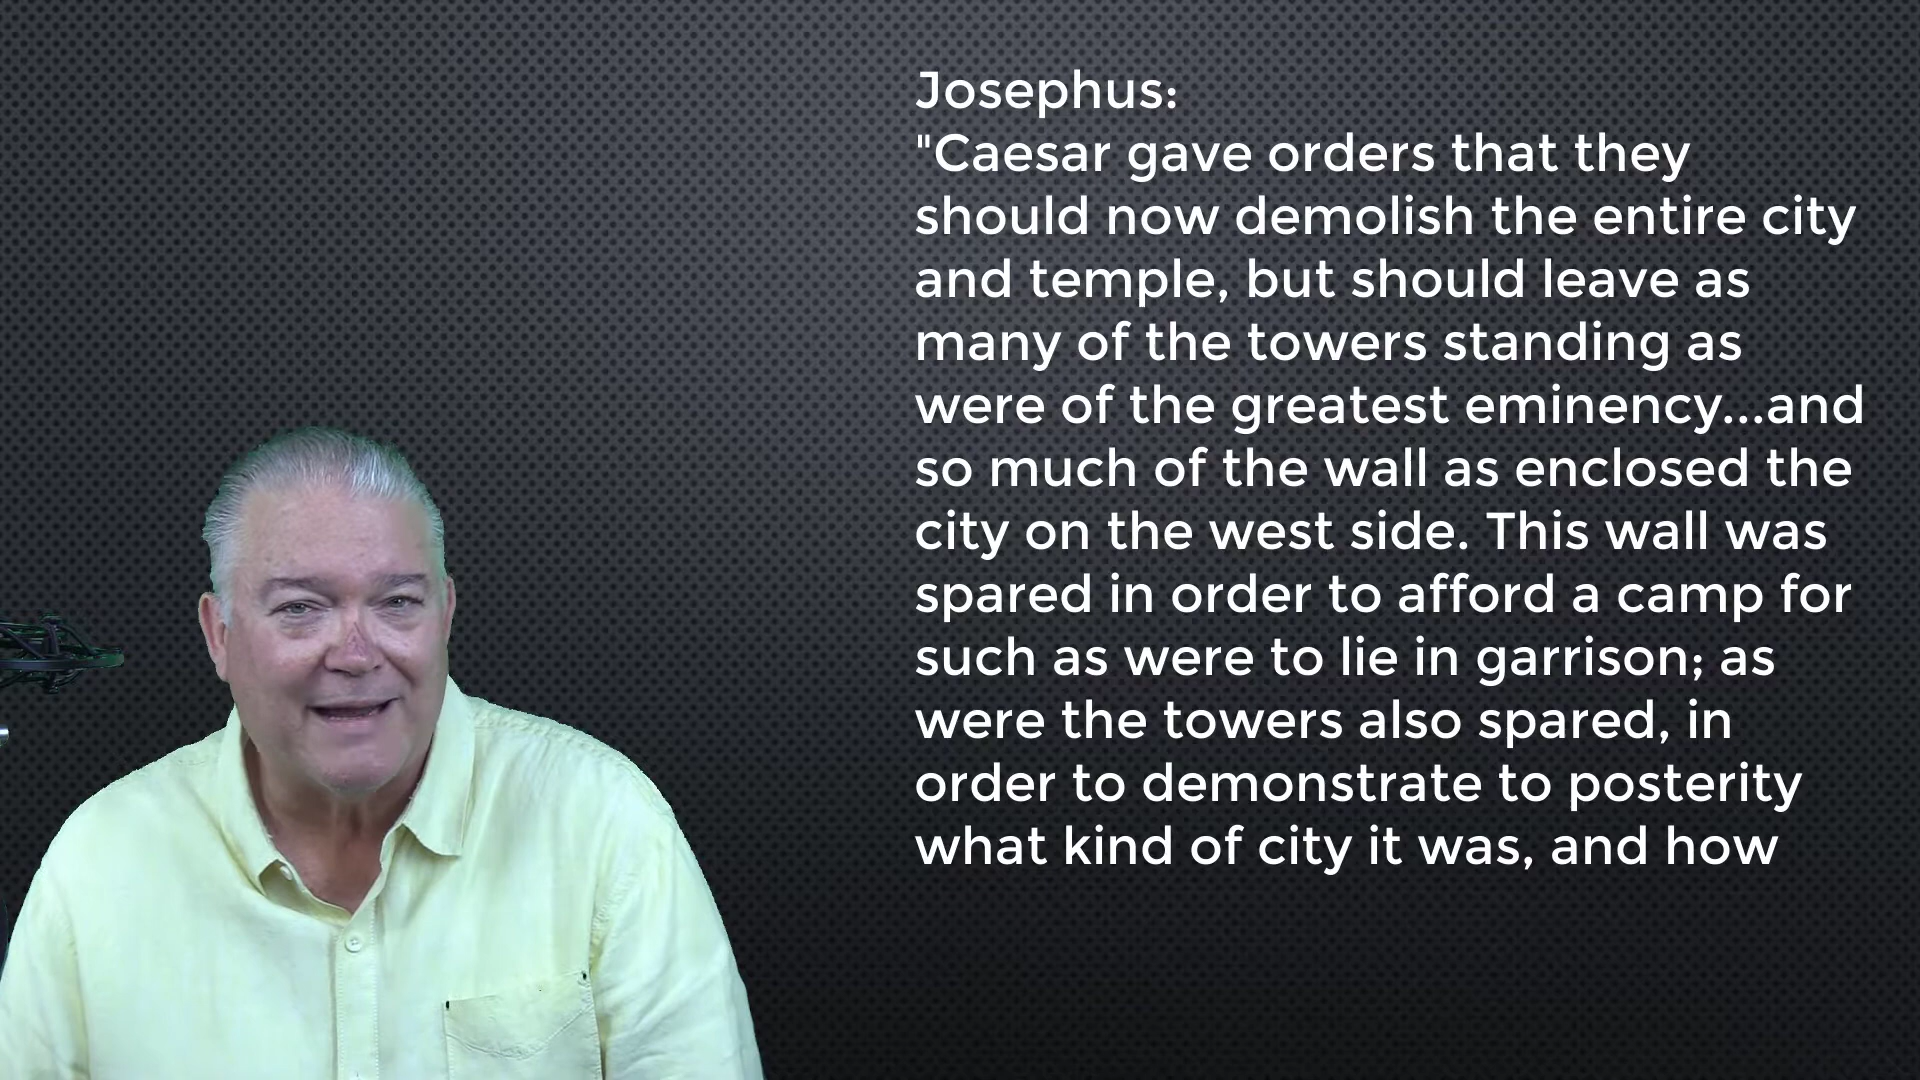 Josephus:
"Caesar gave orders that they
should now demolish the entire city
and temple, but should leave as
many of the towers standing as
were of the greatest eminency...and
so much of the wall as enclosed the
city on the west side. This wall was
spared in order to afford a camp for
such as were to lie in garrison; as
were the towers also spared, in
order to demonstrate to posterity
what kind of city it was, and how